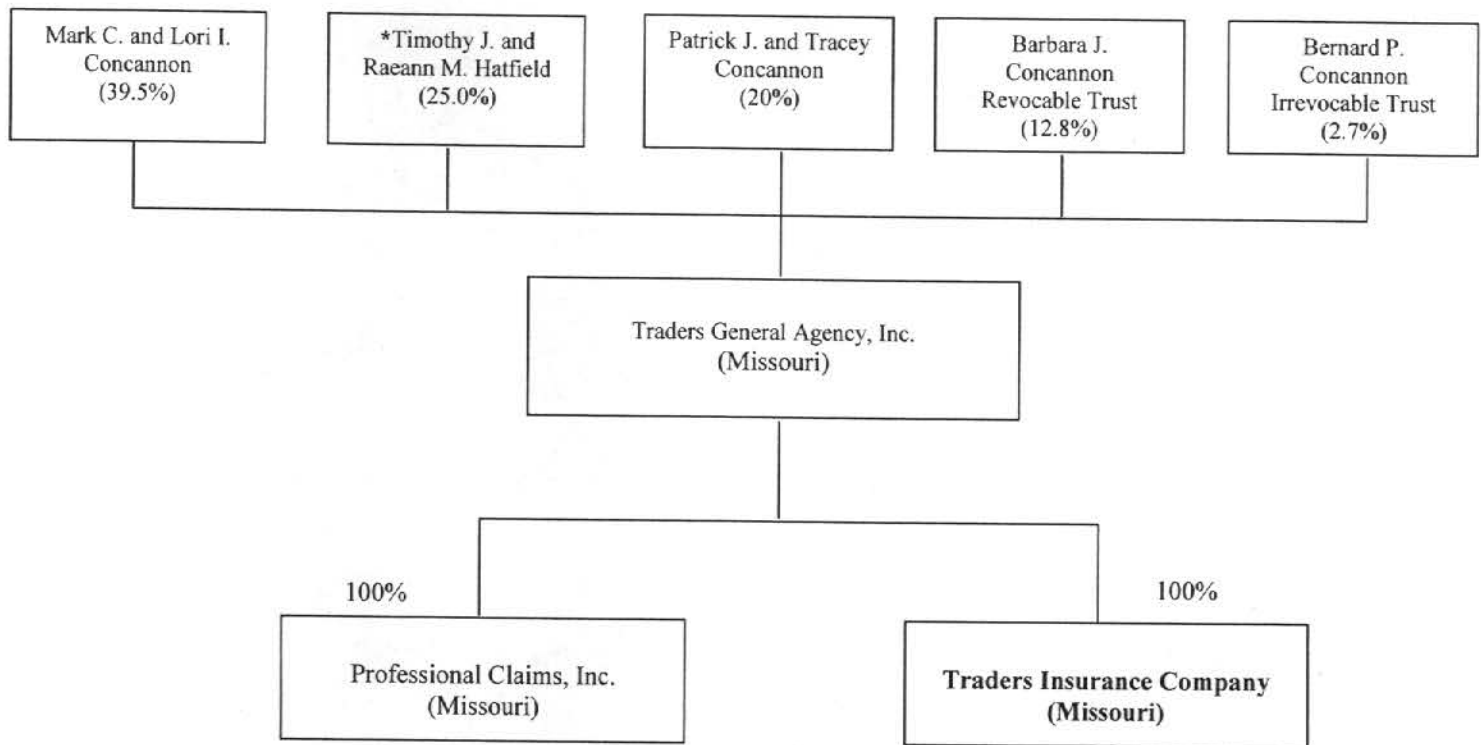 Mark C. and Lori I.
Concannon
(39.5%)
*Timothy J. and
Raeann M. Hatfield
(25.0%)
Patrick J. and Tracey
Concannon
(20%)
Barbara J.
Concannon
Revocable Trust
(12.8%)
Bernard P.
Concannon
Irrevocable Trust
(2.7%)
Traders General Agency, Inc.
(Missouri)
100%
100%
Professional Claims, Inc.
(Missouri)
Traders Insurance Company
(Missouri)